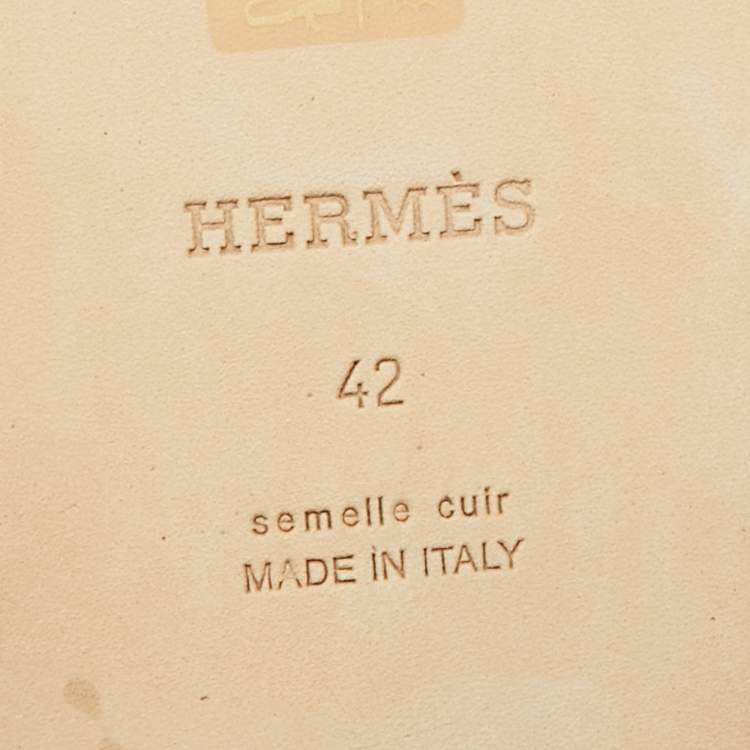 HERMÈS
42
semelle cuir
MADE IN ITALY